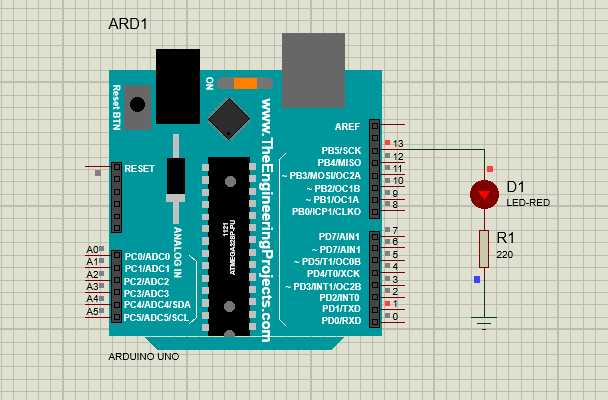 ARD1
Reset BTN
ON
www.TheEngineeringProjects.com
RESET
ANALOG IN
1121
ATMEGA328P-PU
A0
A1
A2
A3
A4
A5
PC0/ADC0
PC1/ADC1
PC2/ADC2
PC3/ADC3
PC4/ADC4/SDA
PC5/ADC5/SCL
AREF
PB5/SCK 13
PB4/MISO 12
~ PB3/MOSI/OC2A 11
~ PB2/OC1B 10
~ PB1/OC1A 9
PB0/ICP1/CLKO 8
PD7/AIN1 7
~ PD7/AIN1 6
~ PD5/T1/OC0B 5
PD4/T0/XCK 4
~ PD3/INT1/OC2B 3
PD2/INT0 2
PD1/TXD 1
PD0/RXD 0
D1
LED-RED
R1
220
ARDUINO UNO